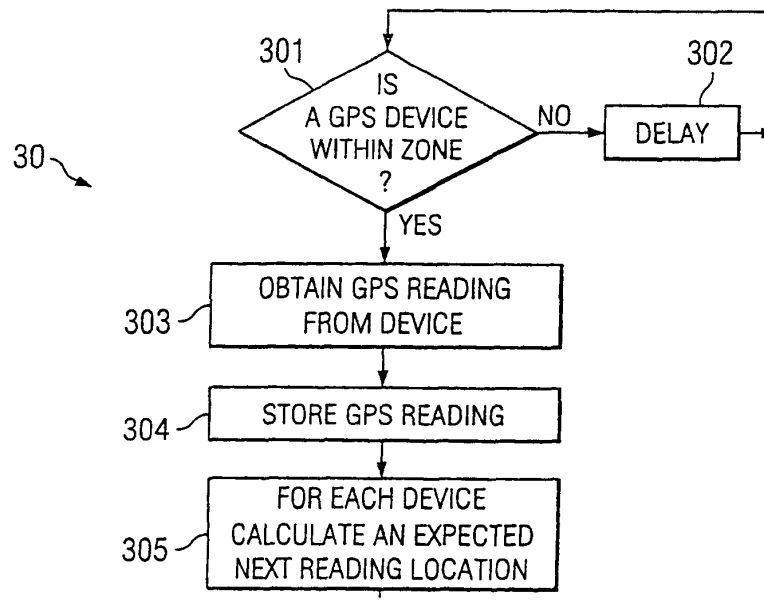 301
IS
A GPS DEVICE
WITHIN ZONE
?
NO
302
DELAY
30
YES
303
OBTAIN GPS READING
FROM DEVICE
304
STORE GPS READING
305
FOR EACH DEVICE
CALCULATE AN EXPECTED
NEXT READING LOCATION